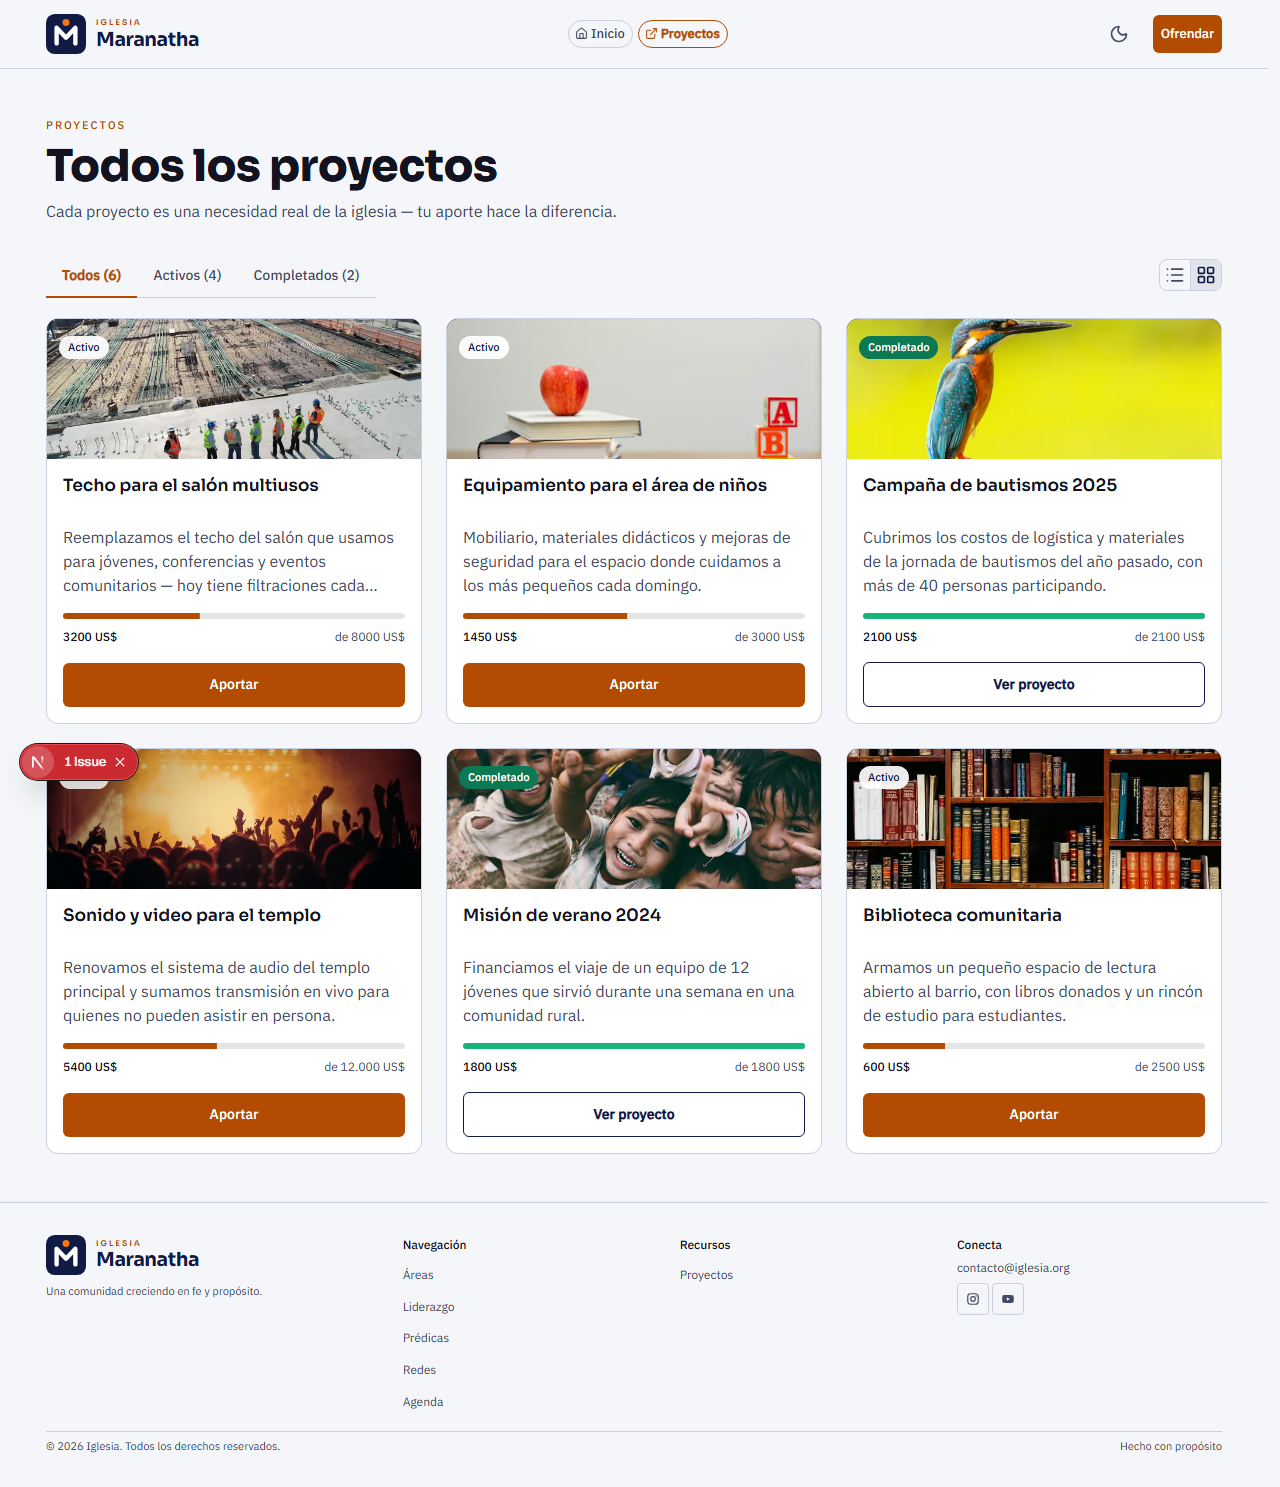 IGLESIA
Maranatha
Inicio
Proyectos
Ofrendar
PROYECTOS
Todos los proyectos
Cada proyecto es una necesidad real de la iglesia — tu aporte hace la diferencia.
Todos (6)
Activos (4)
Completados (2)
Activo
Techo para el salón multiusos
Reemplazamos el techo del salón que usamos
para jóvenes, conferencias y eventos
comunitarios — hoy tiene filtraciones cada...
3200 US$
de 8000 US$
Aportar
Activo
A
B
Equipamiento para el área de niños
Mobiliario, materiales didácticos y mejoras de
seguridad para el espacio donde cuidamos a
los más pequeños cada domingo.
1450 US$
de 3000 US$
Aportar
Completado
Campaña de bautismos 2025
Cubrimos los costos de logística y materiales
de la jornada de bautismos del año pasado, con
más de 40 personas participando.
2100 US$
de 2100 US$
Ver proyecto
N
1 Issue
Sonido y video para el templo
Renovamos el sistema de audio del templo
principal y sumamos transmisión en vivo para
quienes no pueden asistir en persona.
5400 US$
de 12.000 US$
Aportar
Completado
Misión de verano 2024
Financiamos el viaje de un equipo de 12
jóvenes que sirvió durante una semana en una
comunidad rural.
1800 US$
de 1800 US$
Ver proyecto
Activo
Biblioteca comunitaria
Armamos un pequeño espacio de lectura
abierto al barrio, con libros donados y un rincón
de estudio para estudiantes.
600 US$
de 2500 US$
Aportar
IGLESIA
Maranatha
Una comunidad creciendo en fe y propósito.
Navegación
Áreas
Liderazgo
Prédicas
Redes
Agenda
Recursos
Proyectos
Conecta
contacto@iglesia.org
© 2026 Iglesia. Todos los derechos reservados.
Hecho con propósito